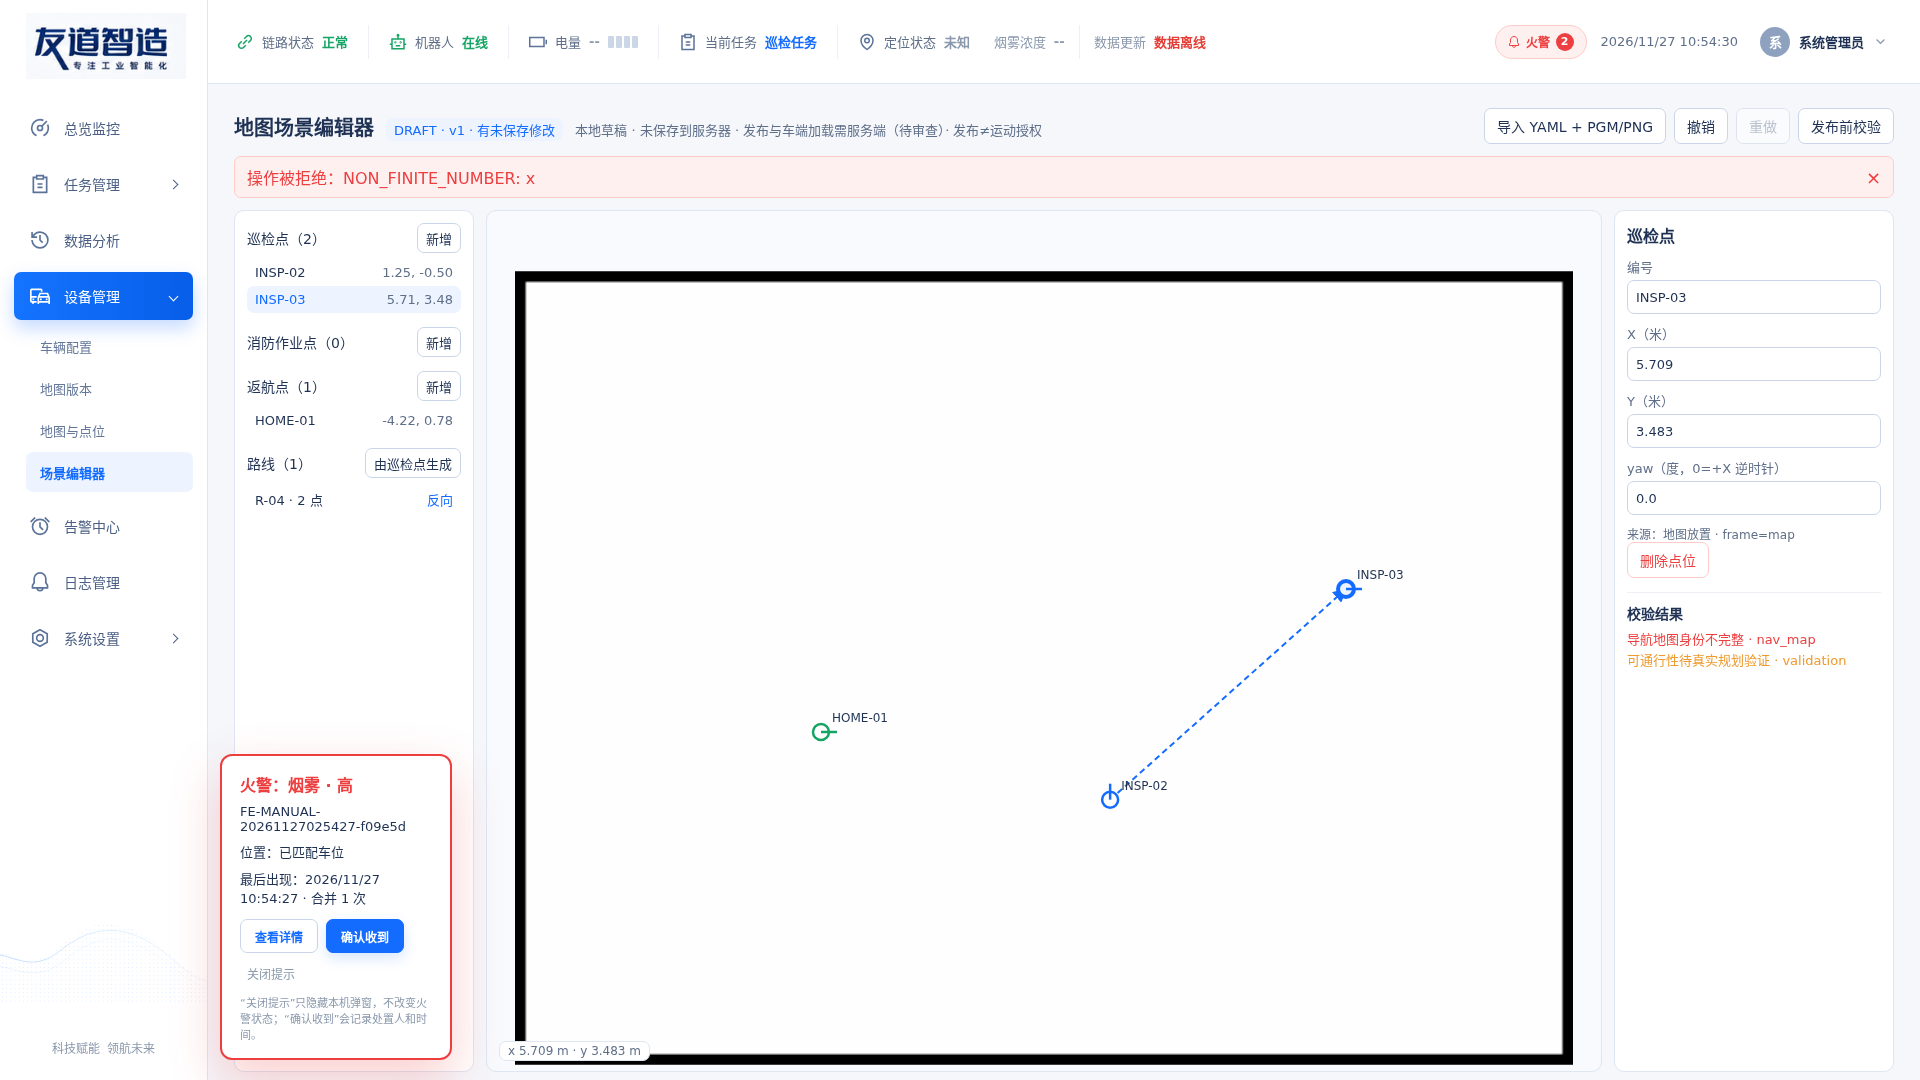 友道智造
专注工业智能化
链路状态 正常
机器人 在线
电量 --
当前任务 巡检任务
定位状态 未知
烟雾浓度 --
数据更新 数据离线
火警 2
2026/11/27 10:54:30
系 系统管理员
总览监控
任务管理
数据分析
设备管理
车辆配置
地图版本
地图与点位
场景编辑器
告警中心
日志管理
系统设置
科技赋能 领航未来
地图场景编辑器
DRAFT · v1 · 有未保存修改
本地草稿 · 未保存到服务器 · 发布与车端加载需服务端（待审查）· 发布≠运动授权
导入 YAML + PGM/PNG
撤销
重做
发布前校验
操作被拒绝：NON_FINITE_NUMBER: x
巡检点（2）
新增
INSP-02 1.25, -0.50
INSP-03 5.71, 3.48
消防作业点（0）
新增
返航点（1）
新增
HOME-01 -4.22, 0.78
路线（1）
由巡检点生成
R-04 · 2 点 反向
火警：烟雾 · 高
FE-MANUAL-
20261127025427-f09e5d
位置：已匹配车位
最后出现：2026/11/27
10:54:27 · 合并 1 次
查看详情
确认收到
关闭提示
“关闭提示”只隐藏本机弹窗，不改变火
警状态；“确认收到”会记录处置人和时
间。
INSP-03
HOME-01
INSP-02
x 5.709 m · y 3.483 m
巡检点
编号
INSP-03
X（米）
5.709
Y（米）
3.483
yaw（度，0=+X 逆时针）
0.0
来源：地图放置 · frame=map
删除点位
校验结果
导航地图身份不完整 · nav_map
可通行性待真实规划验证 · validation